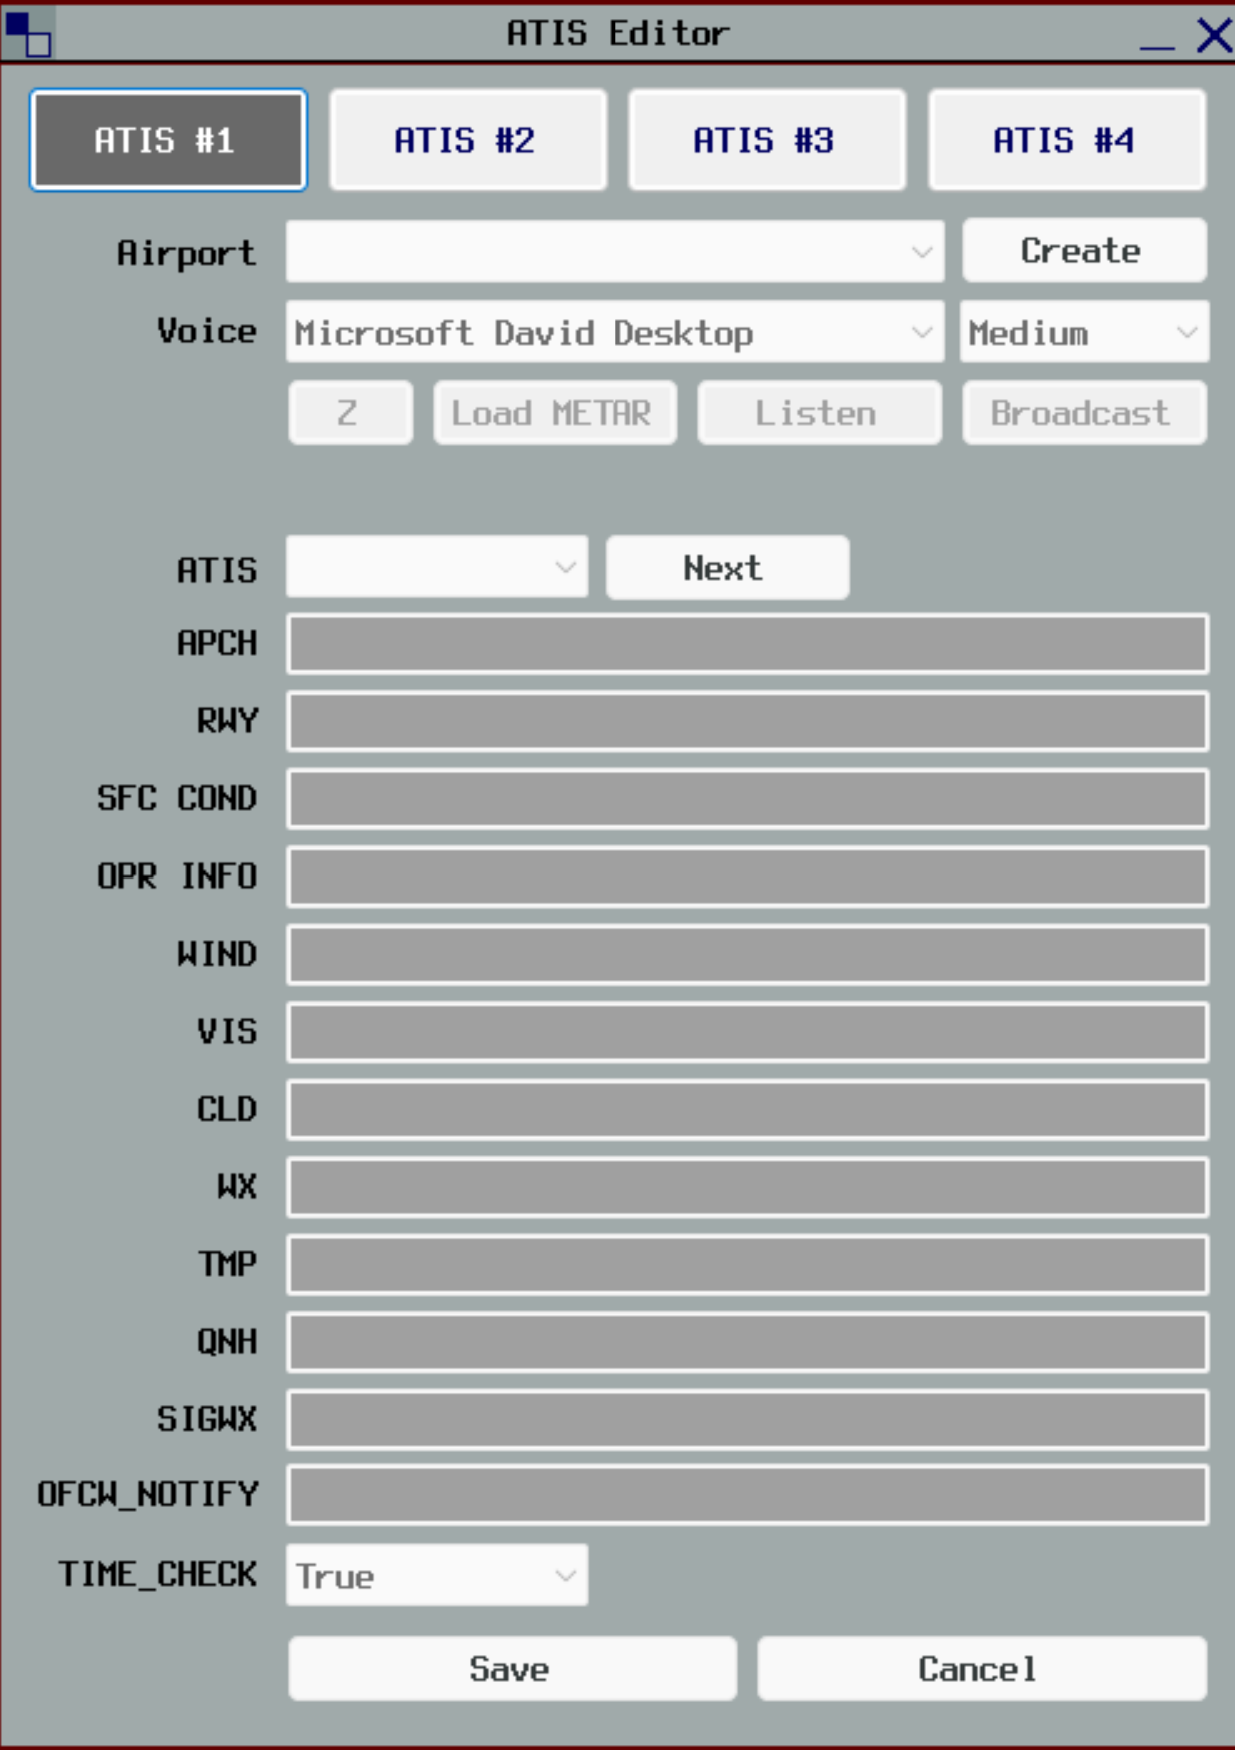 ATIS Editor
ATIS #1 ATIS #2 ATIS #3 ATIS #4
Airport Create
Voice Microsoft David Desktop Medium
Z Load METAR Listen Broadcast
ATIS Next
APCH
RWY
SFC COND
OPR INFO
WIND
VIS
CLD
WX
TMP
QNH
SIGWX
OFCW_NOTIFY
TIME_CHECK True
Save Cancel